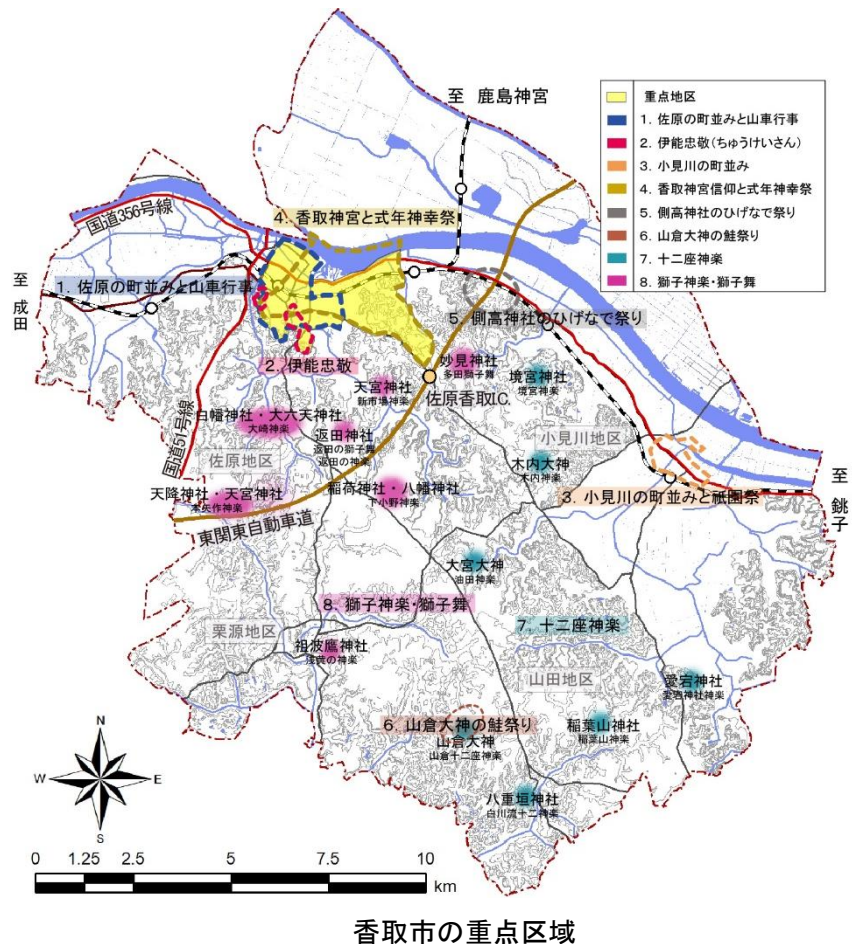 至 鹿島神宮
重点地区
1. 佐原の町並みと山車行事
2. 伊能忠敬(ちゅうけいさん)
3. 小見川の町並み
4. 香取神宮信仰と式年神幸祭
5. 側高神社のひげなで祭り
6. 山倉大神の鮭祭り
7. 十二座神楽
8. 獅子神楽・獅子舞
国道356号線
4. 香取神宮と式年神幸祭
至 成田
1. 佐原の町並みと山車行事
5. 側高神社のひげなで祭り
2. 伊能忠敬
妙見神社
多田獅子舞
境宮神社
境宮神楽
天宮神社
新市場神楽
佐原香取I.C.
国道51号線
白幡神社・大六天神社
大崎神楽
返田神社
返田の獅子舞
返田の神楽
小見川地区
佐原地区
木内大神
木内神楽
至 銚子
3. 小見川の町並みと祇園祭
天降神社・天宮神社
本矢作神楽
稲荷神社・八幡神社
下小野神楽
東関東自動車道
大宮大神
油田神楽
8. 獅子神楽・獅子舞
7. 十二座神楽
栗源地区
祖波鷹神社
の神楽
山田地区
愛宕神社
愛宕神社神楽
6. 山倉大神の鮭祭り
山倉大神
山倉十二座神楽
稲葉山神社
稲葉山神楽
八重垣神社
白川流十二神楽
N
W
E
S
0 1.25 2.5 5 7.5 10
km
香取市の重点区域